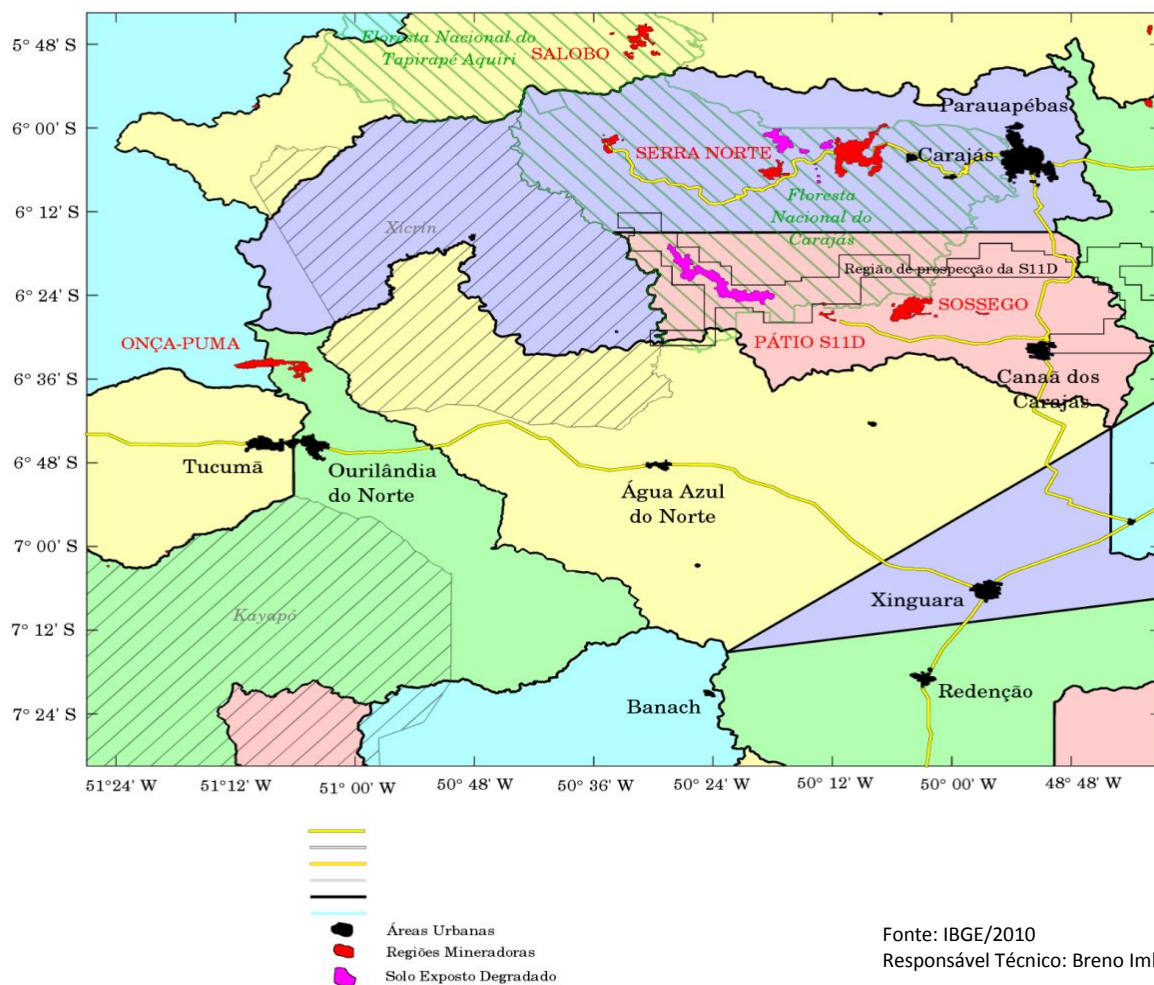 5° 48' S
6° 00' S
6° 12' S
6° 24' S
6° 36' S
6° 48' S
7° 00' S
7° 12' S
7° 24' S
Floresta Nacional do
Tapirapé Aquiri
SALOBO
Parauapébas
SERRA NORTE
Carajás
Floresta
Nacional do
Carajás
Xicrin
Região de prospecção da S11D
SOSSEGO
PÁTIO S11D
ONÇA-PUMA
Canaã dos
Carajás
Tucumã
Ourilândia
do Norte
Água Azul
do Norte
Xinguara
Kayapó
Banach
Redenção
51° 24' W
51° 12' W
51° 00' W
50° 48' W
50° 36' W
50° 24' W
50° 12' W
50° 00' W
48° 48' W
Áreas Urbanas
Regiões Mineradoras
Solo Exposto Degradado
Fonte: IBGE/2010
Responsável Técnico: Breno